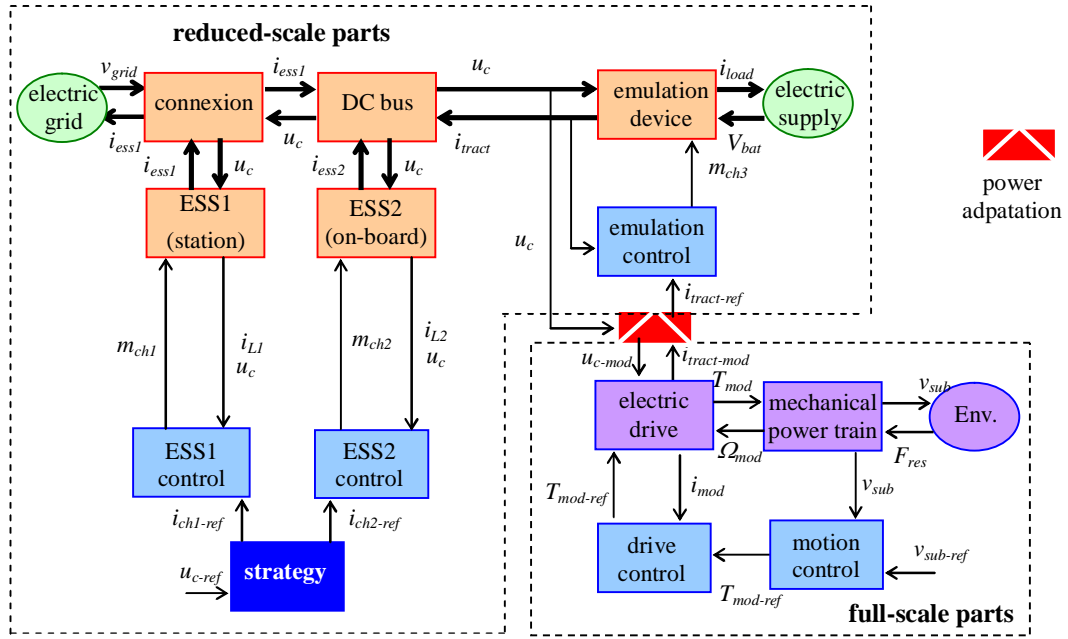 reduced-scale parts
v_grid
i_ess1
u_c
i_load
electric
grid
connexion
DC bus
emulation
device
electric
supply
i_ess1
u_c
i_tract
V_bat
i_ess1
u_c
i_ess2
u_c
m_ch3
power
adpatation
ESS1
(station)
ESS2
(on-board)
u_c
emulation
control
i_tract-ref
m_ch1
i_L1
u_c
m_ch2
i_L2
u_c
u_c-mod
i_tract-mod
T_mod
v_sub
electric
drive
mechanical
power train
Env.
Ω_mod
F_res
ESS1
control
ESS2
control
T_mod-ref
i_mod
v_sub
i_ch1-ref
i_ch2-ref
drive
control
motion
control
v_sub-ref
u_c-ref
strategy
T_mod-ref
full-scale parts